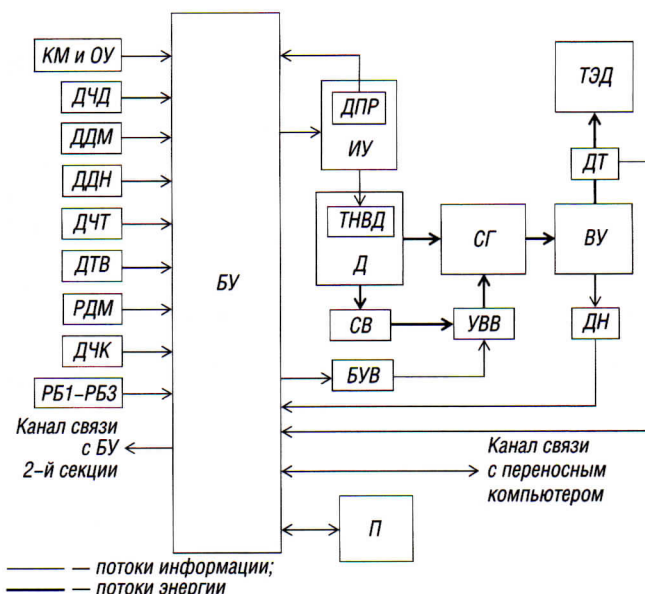 КМ и ОУ
ДЧД
ДДМ
ДДН
ДЧТ
ДТВ
РДМ
ДЧК
РБ1–РБ3
Канал связи
с БУ
2–й секции
БУ
ДПР
ИУ
ТНВД
Д
СВ
БУВ
СГ
УВВ
ТЭД
ДТ
ВУ
ДН
Канал связи
с переносным
компьютером
П
— потоки информации;
— потоки энергии